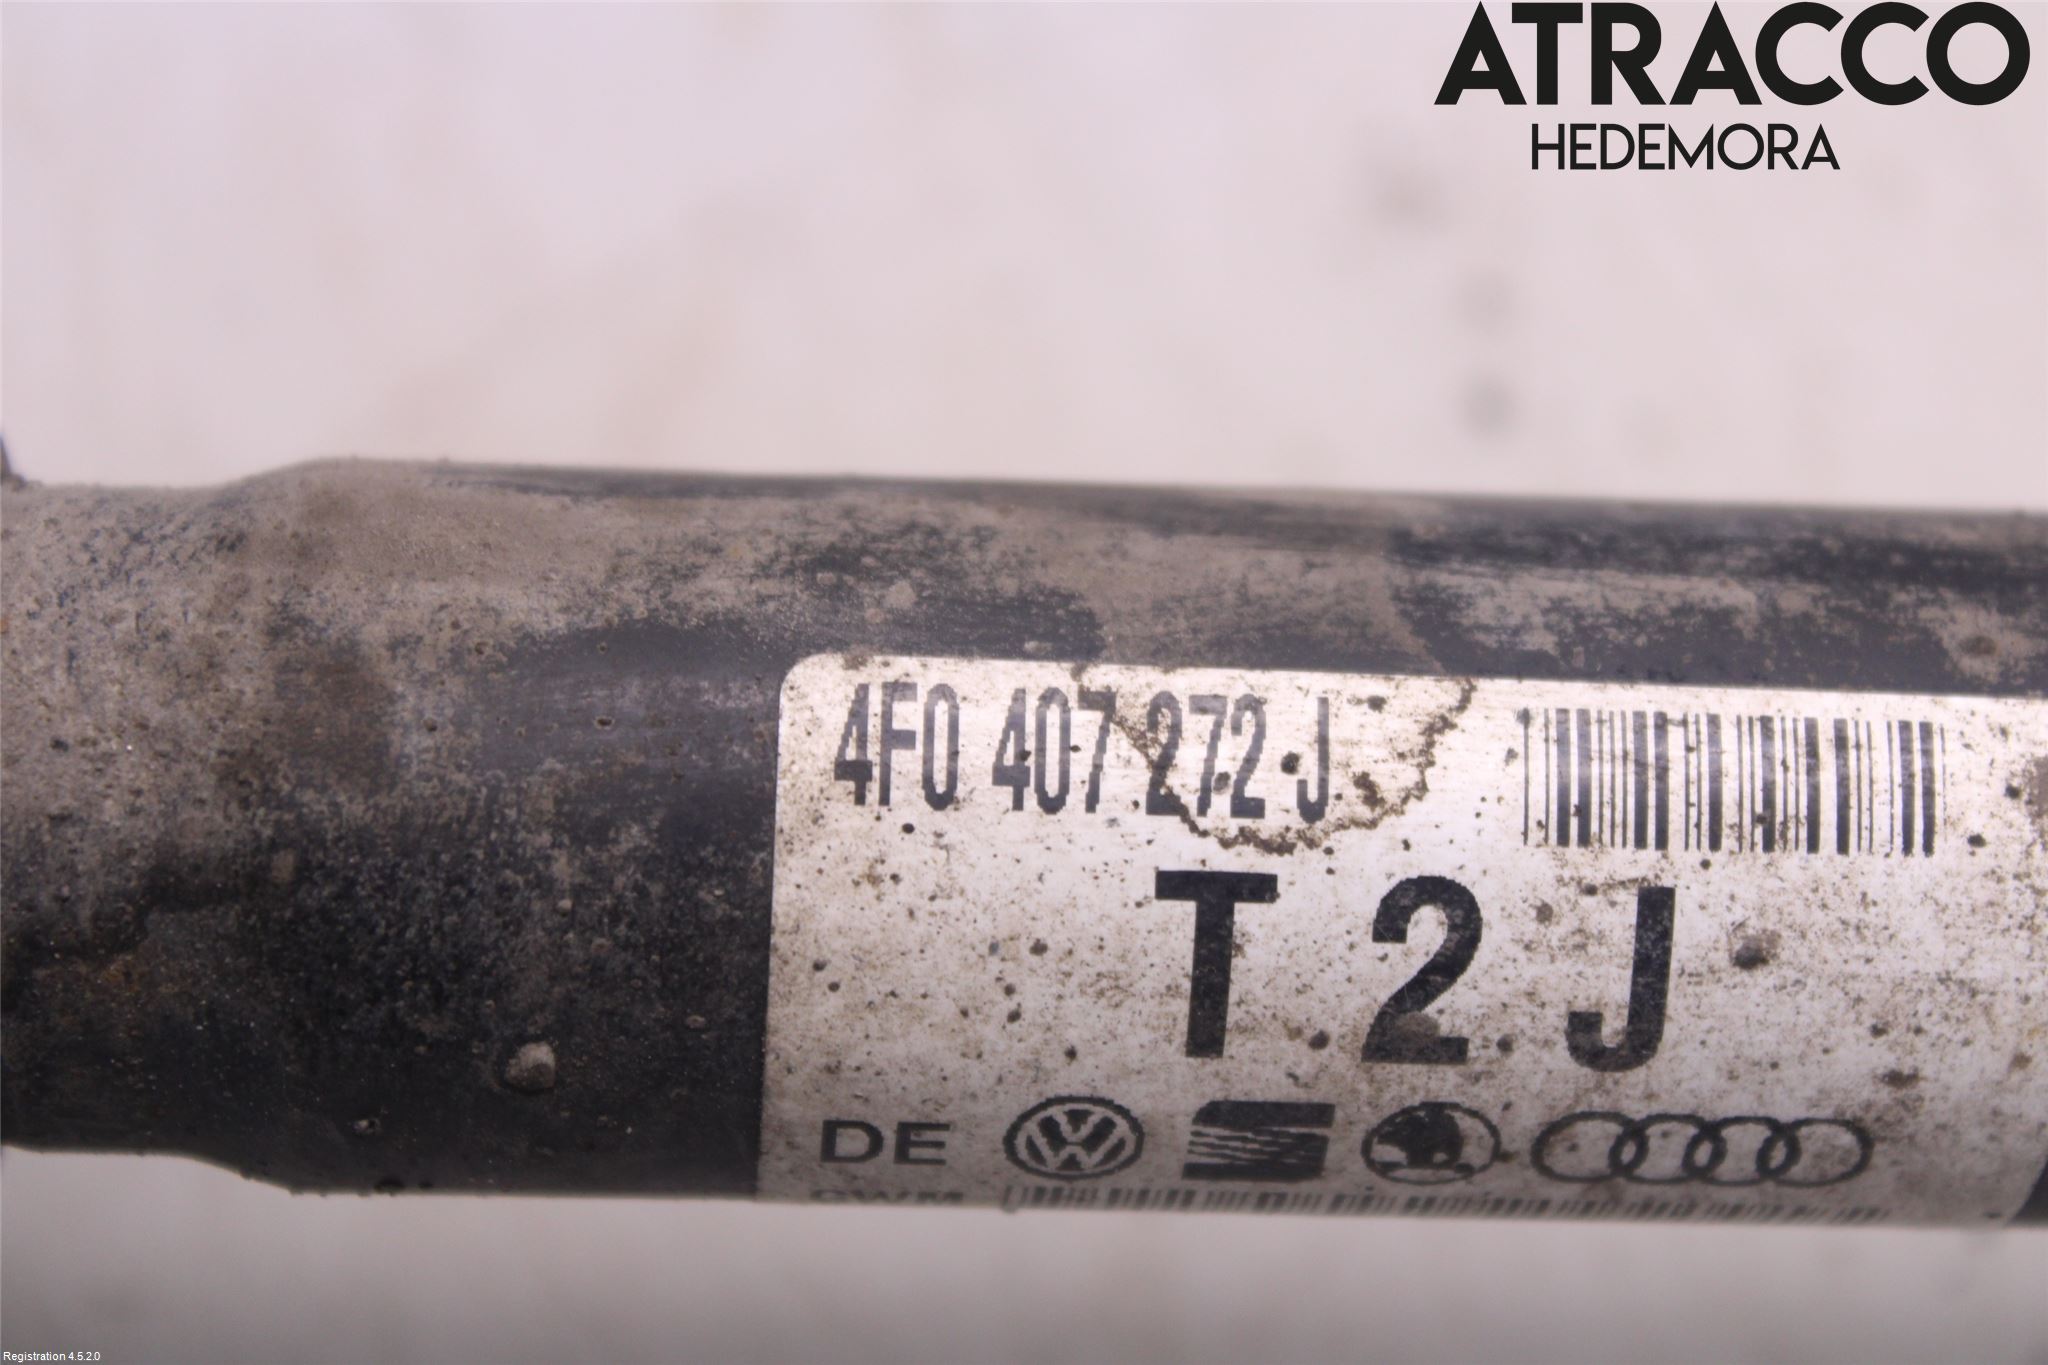 ATRACCO
HEDEMORA
4F0 407 272 J
T 2 J
DE
Registration 4.5.2.0